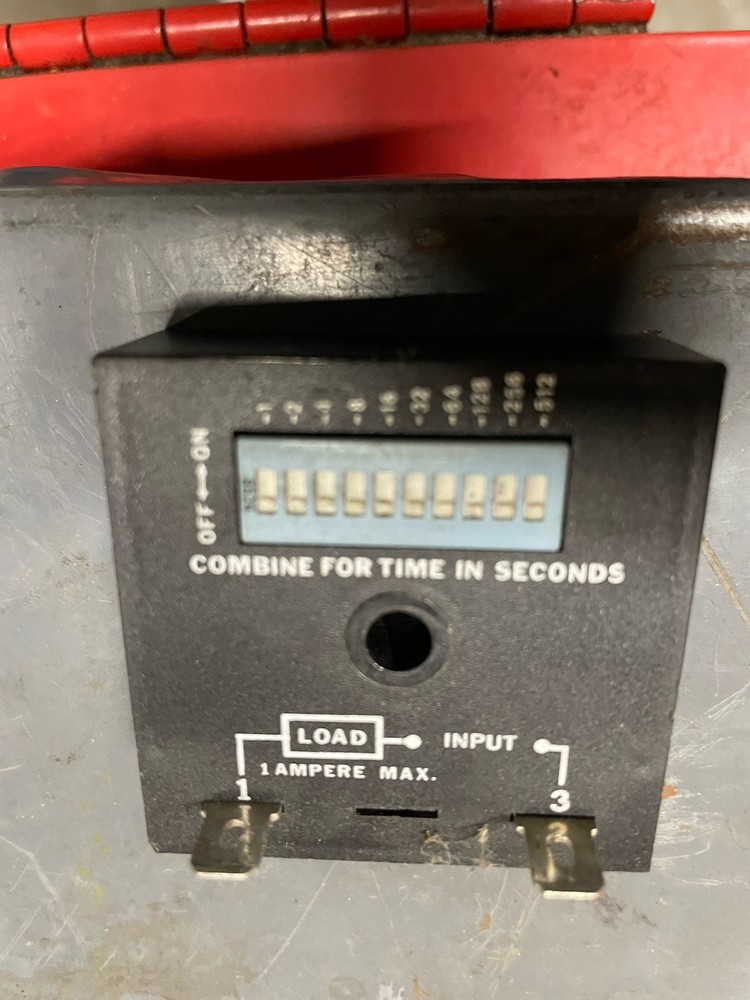 1 2 4 8 16 32 64 128 256 512
OFF ↔ ON
COMBINE FOR TIME IN SECONDS
LOAD INPUT
1 AMPERE MAX.
1 3